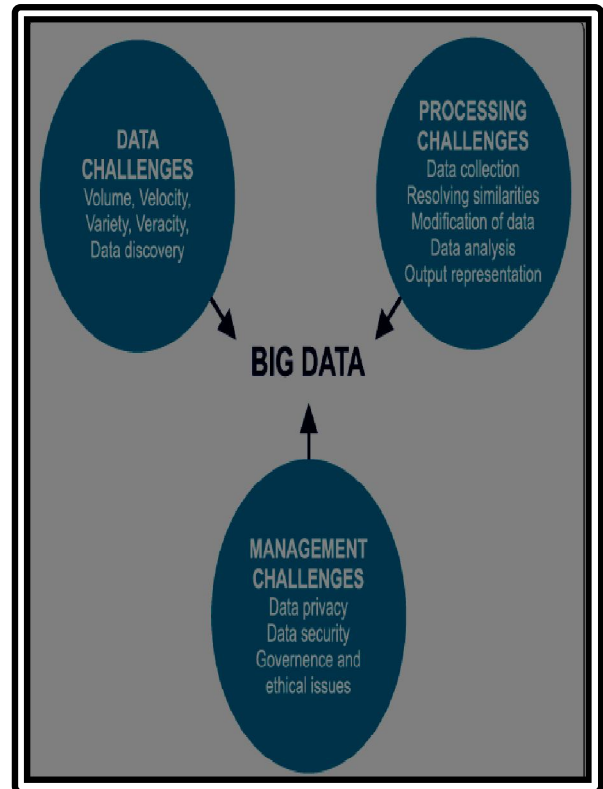 DATA
CHALLENGES
Volume, Velocity,
Variety, Veracity,
Data discovery
PROCESSING
CHALLENGES
Data collection
Resolving similarities
Modification of data
Data analysis
Output representation
BIG DATA
MANAGEMENT
CHALLENGES
Data privacy
Data security
Governence and
ethical issues